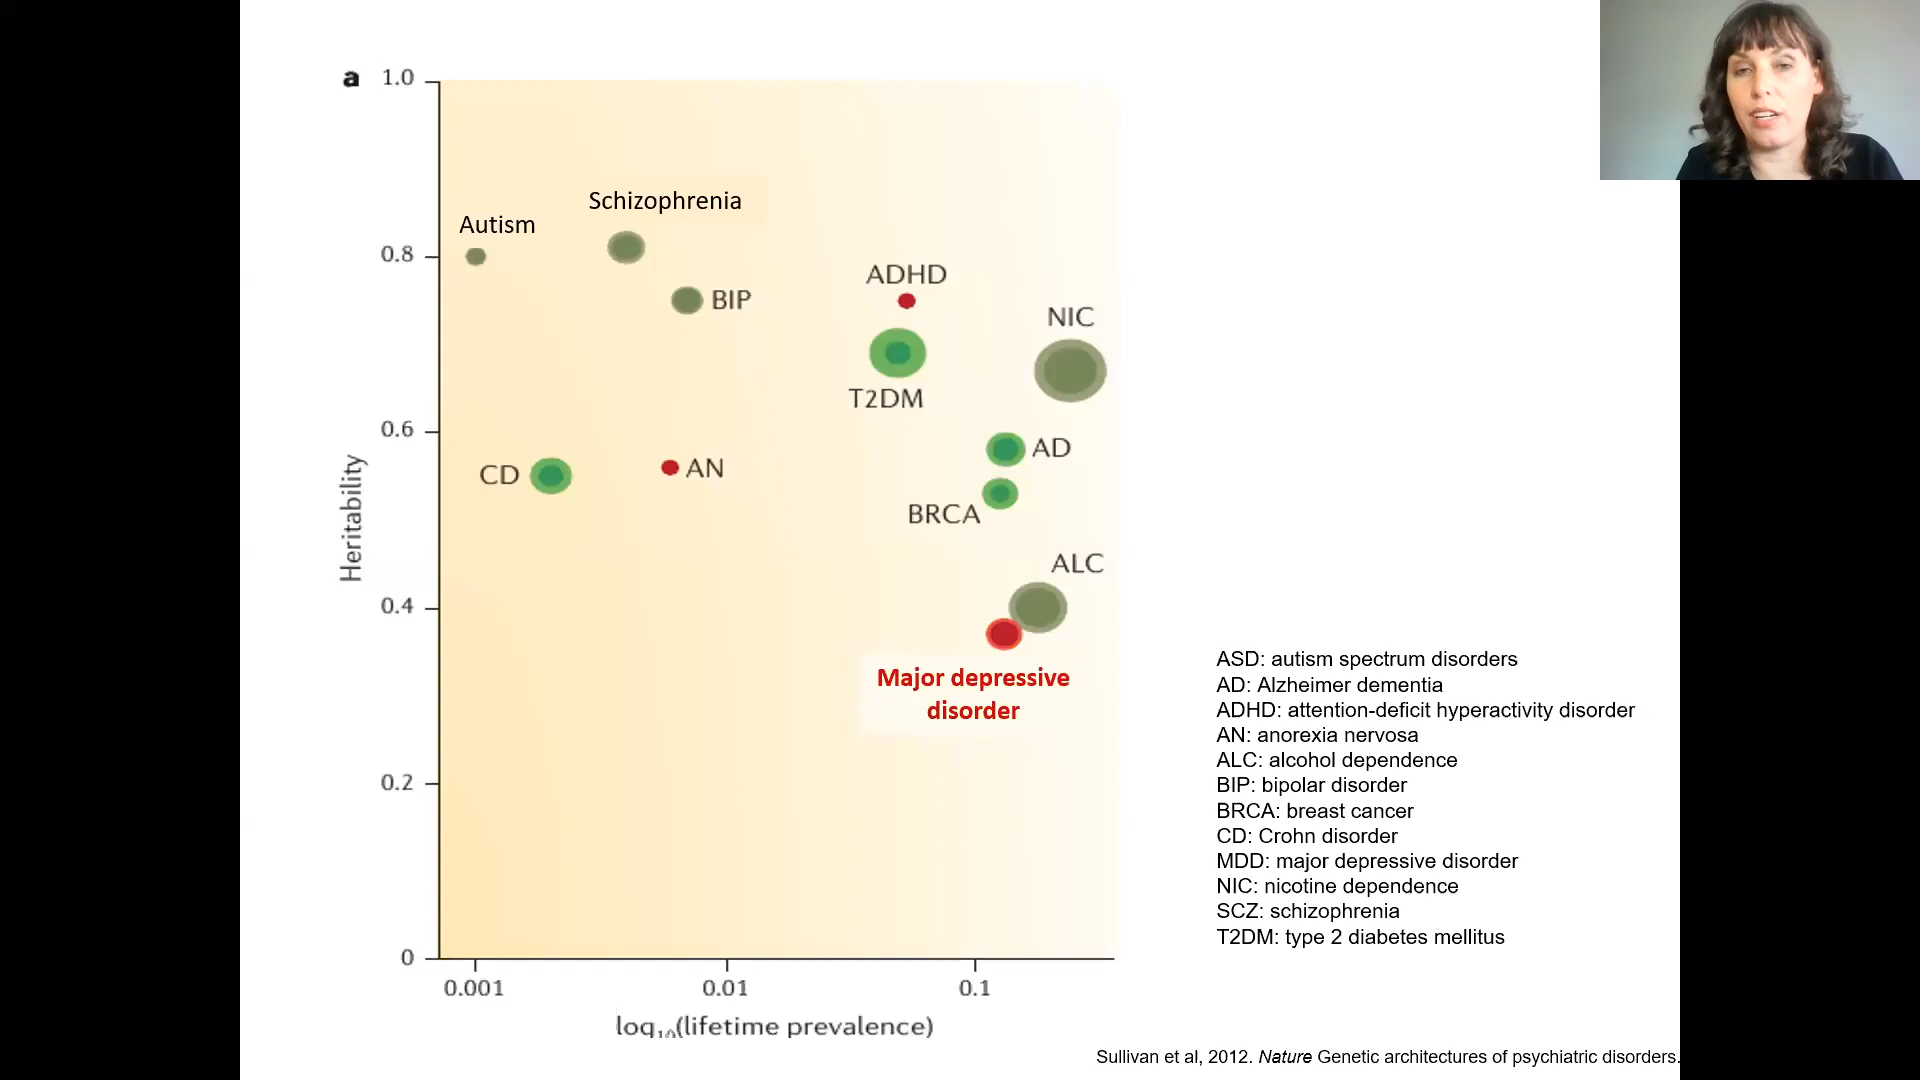 a
1.0
Schizophrenia
Autism
0.8
ADHD
BIP
NIC
T2DM
0.6
AD
CD
AN
BRCA
Heritability
ALC
0.4
Major depressive
disorder
0.2
0
0.001
0.01
0.1
log10(lifetime prevalence)
ASD: autism spectrum disorders
AD: Alzheimer dementia
ADHD: attention-deficit hyperactivity disorder
AN: anorexia nervosa
ALC: alcohol dependence
BIP: bipolar disorder
BRCA: breast cancer
CD: Crohn disorder
MDD: major depressive disorder
NIC: nicotine dependence
SCZ: schizophrenia
T2DM: type 2 diabetes mellitus
Sullivan et al, 2012. Nature Genetic architectures of psychiatric disorders.